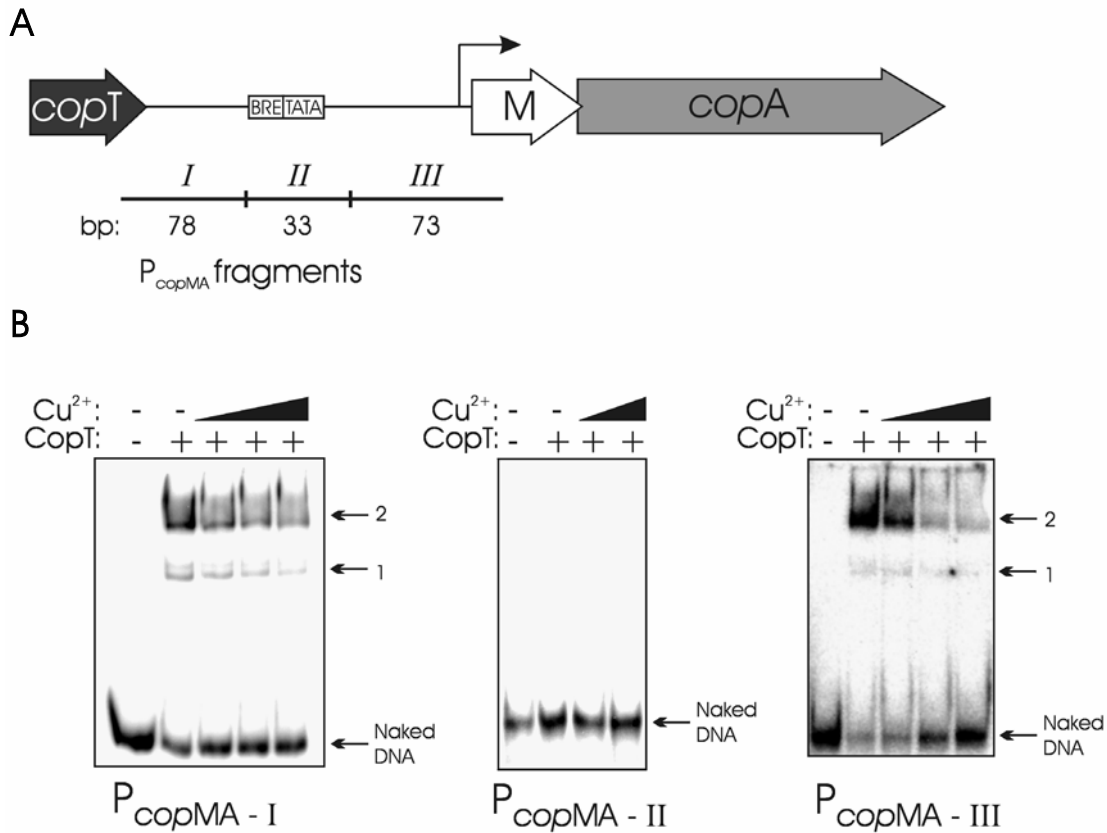 A
copT BRE TATA M copA
I II III
bp: 78 33 73
PcopMA fragments
B
Cu2+: - - Cu2+: - - Cu2+: - -
CopT: - + + + + CopT: - + + + CopT: - + + + +
2 2
1 1
Naked DNA Naked DNA Naked DNA
PcopMA - I PcopMA - II PcopMA - III